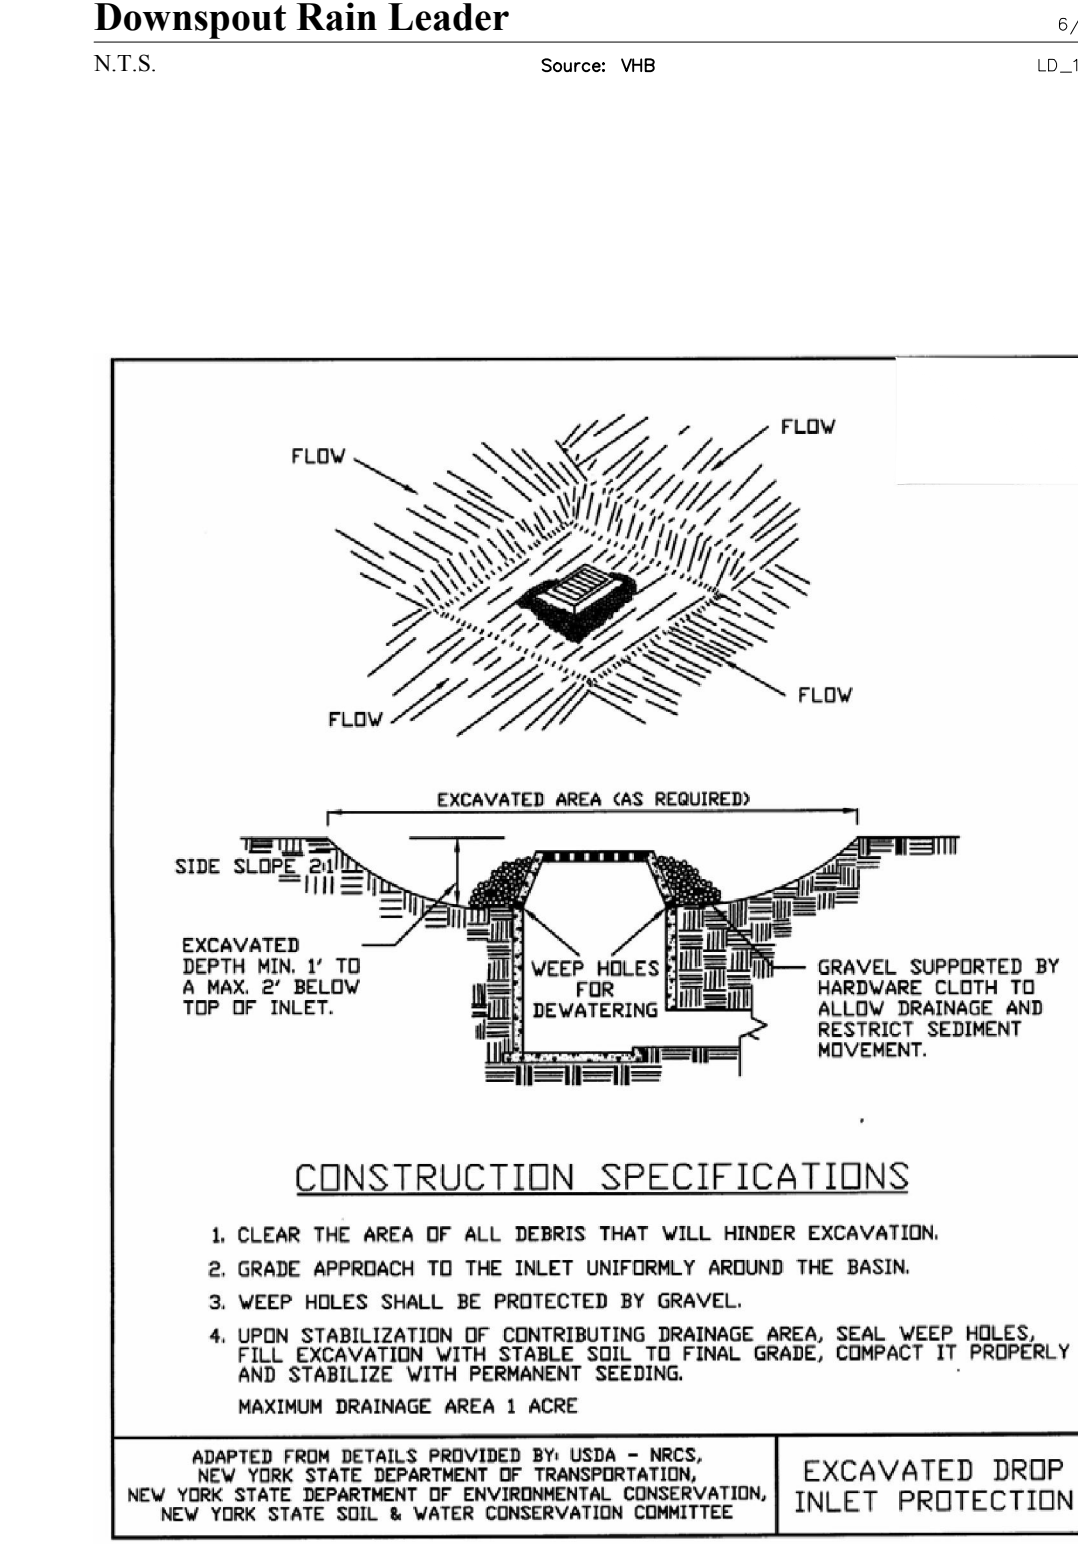 Downspout Rain Leader
6/
N.T.S.
Source: VHB
LD_1
FLOW
FLOW
FLOW
FLOW
EXCAVATED AREA (AS REQUIRED)
SIDE SLOPE 2:1
EXCAVATED
DEPTH MIN. 1' TO
A MAX. 2' BELOW
TOP OF INLET.
WEEP HOLES
FOR
DEWATERING
GRAVEL SUPPORTED BY
HARDWARE CLOTH TO
ALLOW DRAINAGE AND
RESTRICT SEDIMENT
MOVEMENT.
CONSTRUCTION SPECIFICATIONS
1. CLEAR THE AREA OF ALL DEBRIS THAT WILL HINDER EXCAVATION.
2. GRADE APPROACH TO THE INLET UNIFORMLY AROUND THE BASIN.
3. WEEP HOLES SHALL BE PROTECTED BY GRAVEL.
4. UPON STABILIZATION OF CONTRIBUTING DRAINAGE AREA, SEAL WEEP HOLES,
FILL EXCAVATION WITH STABLE SOIL TO FINAL GRADE, COMPACT IT PROPERLY
AND STABILIZE WITH PERMANENT SEEDING.
MAXIMUM DRAINAGE AREA 1 ACRE
ADAPTED FROM DETAILS PROVIDED BY: USDA - NRCS,
NEW YORK STATE DEPARTMENT OF TRANSPORTATION,
NEW YORK STATE DEPARTMENT OF ENVIRONMENTAL CONSERVATION,
NEW YORK STATE SOIL & WATER CONSERVATION COMMITTEE
EXCAVATED DROP
INLET PROTECTION